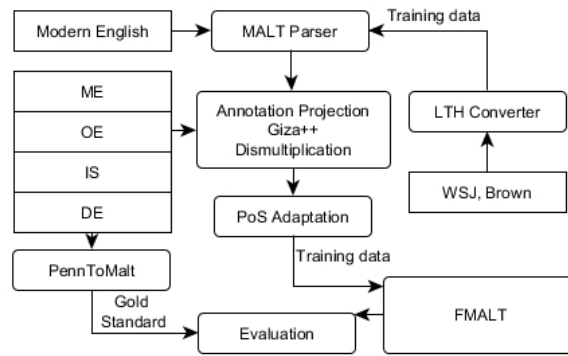 Modern English
MALT Parser
Training data
ME
OE
IS
DE
Annotation Projection
Giza++
Dismultiplication
LTH Converter
WSJ, Brown
PoS Adaptation
PennToMalt
Training data
Gold
Standard
Evaluation
FMALT